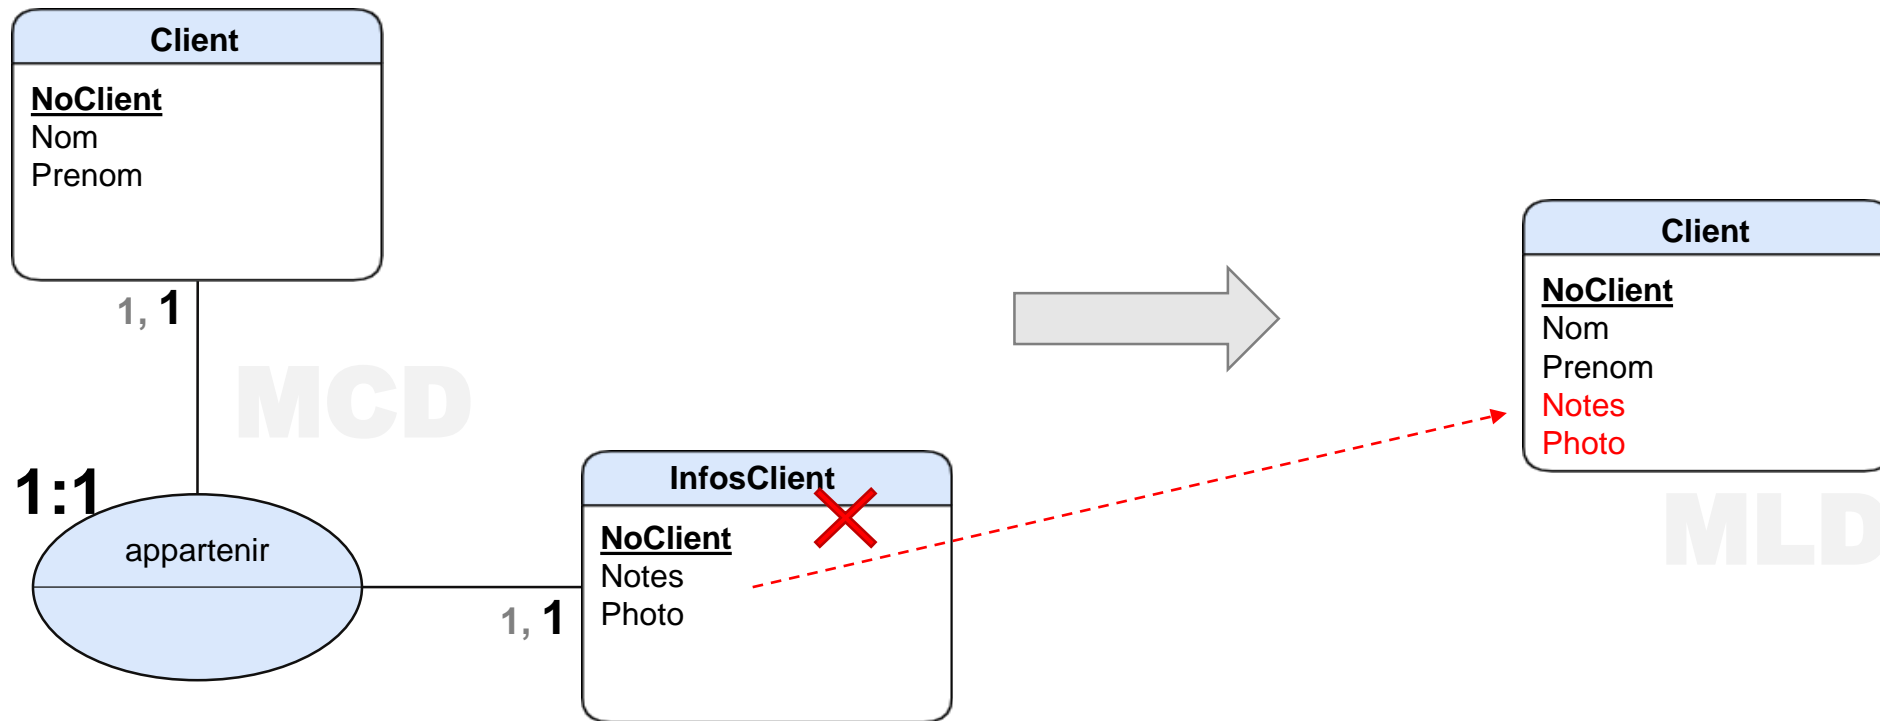 Client
NoClient
Nom
Prenom
1, 1
MCD
1:1
appartenir
1, 1
InfosClient
NoClient
Notes
Photo
Client
NoClient
Nom
Prenom
Notes
Photo
MLD